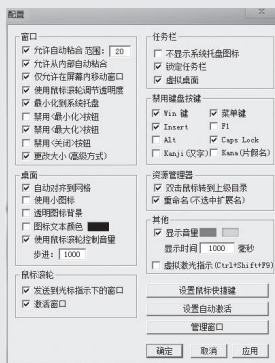 配置
窗口
允许自动粘合 范围: 20
允许从内部自动粘合
仅允许在屏幕内移动窗口
使用鼠标滚轮调节透明度
最小化到系统托盘
禁用<最小化>按钮
禁用<最大化>按钮
禁用<关闭>按钮
更改大小(高级方式)
桌面
自动对齐到网格
使用小图标
透明图标背景
图标文本颜色
使用鼠标滚轮控制音量
步进: 1000
鼠标滚轮
发送到光标指示下的窗口
激活窗口
任务栏
不显示系统托盘图标
锁定任务栏
虚拟桌面
禁用键盘按键
Win 键 菜单键
Insert F1
Alt Caps Lock
Kanji(汉字) Kana(片假名)
资源管理器
双击鼠标转到上级目录
重命名(不选中扩展名)
其他
显示音量
显示时间 1000 毫秒
虚拟激光指示(Ctrl+Shift+F9)
设置鼠标快捷键
设置自动激活
管理窗口
确定 取消 应用